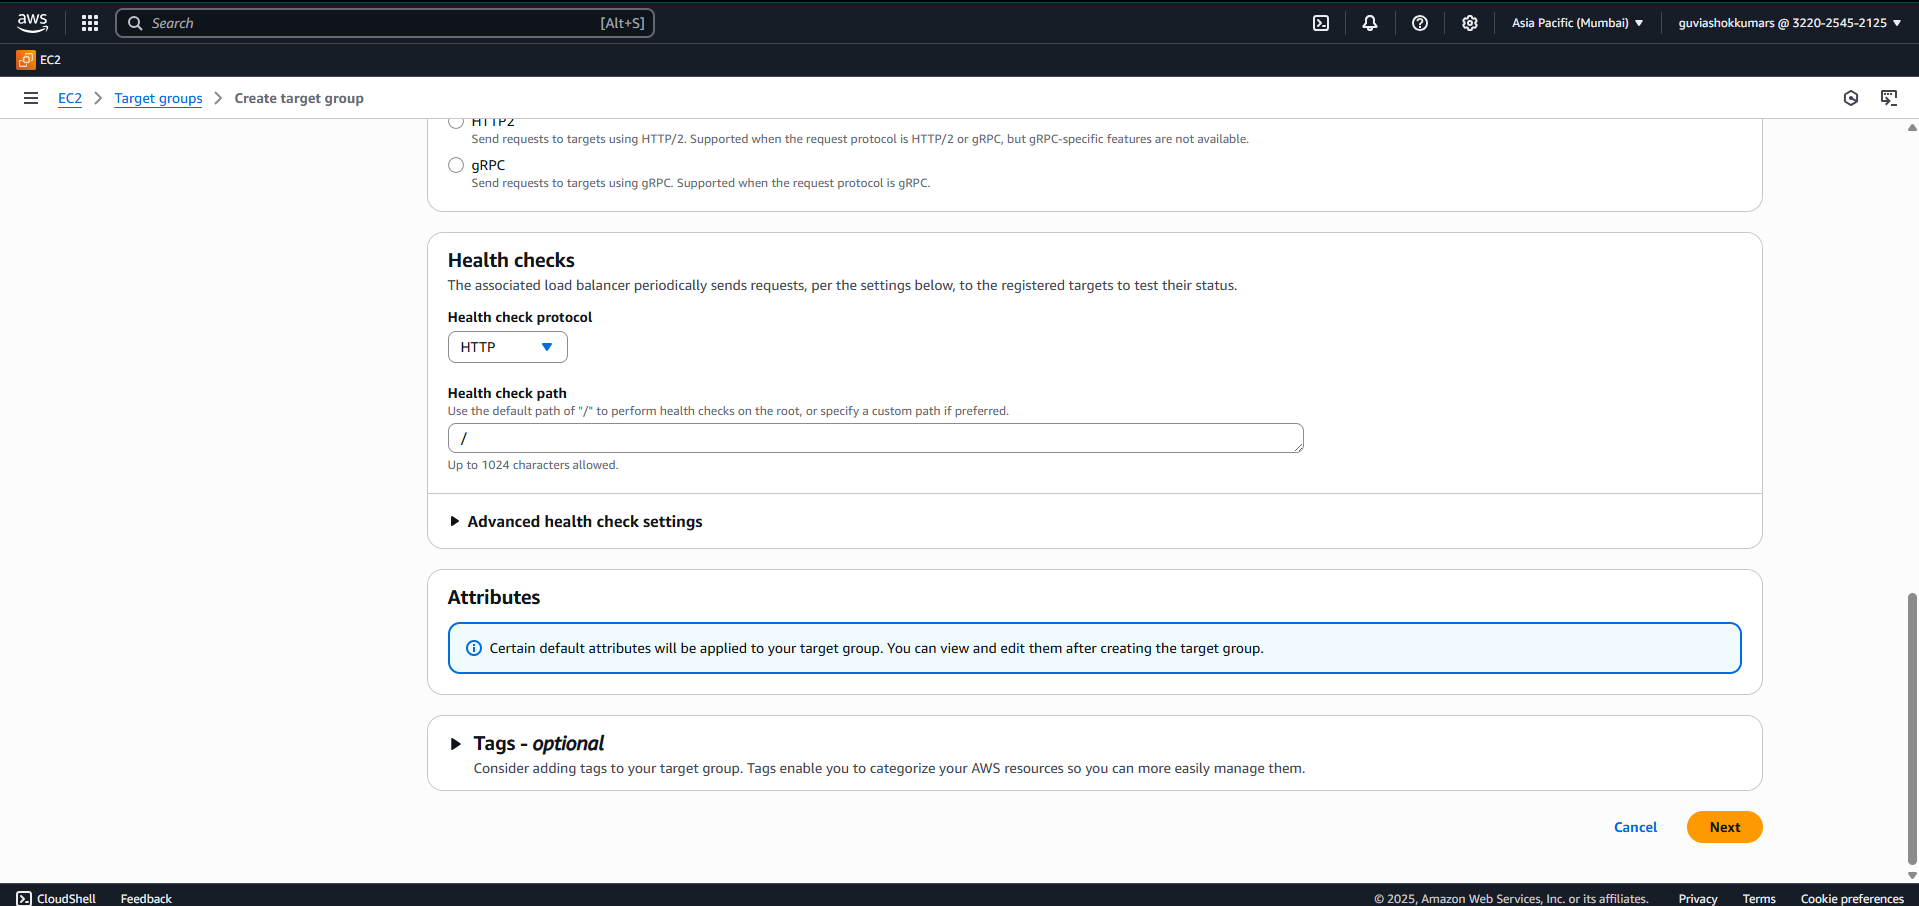 aws
Search [Alt+S]
Asia Pacific (Mumbai)
guviashokkumars @ 3220-2545-2125
EC2
EC2
Target groups
Create target group
HTTP2
Send requests to targets using HTTP/2. Supported when the request protocol is HTTP/2 or gRPC, but gRPC-specific features are not available.
gRPC
Send requests to targets using gRPC. Supported when the request protocol is gRPC.
Health checks
The associated load balancer periodically sends requests, per the settings below, to the registered targets to test their status.
Health check protocol
HTTP
Health check path
Use the default path of "/" to perform health checks on the root, or specify a custom path if preferred.
/
Up to 1024 characters allowed.
Advanced health check settings
Attributes
Certain default attributes will be applied to your target group. You can view and edit them after creating the target group.
Tags - optional
Consider adding tags to your target group. Tags enable you to categorize your AWS resources so you can more easily manage them.
Cancel
Next
CloudShell
Feedback
© 2025, Amazon Web Services, Inc. or its affiliates.
Privacy
Terms
Cookie preferences